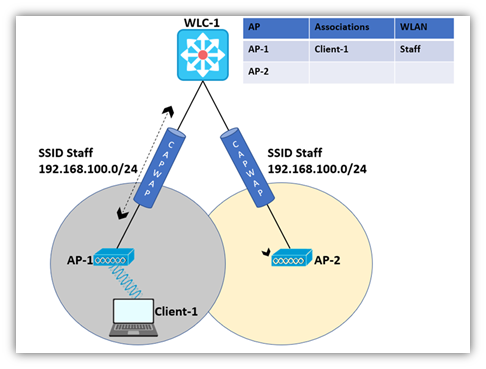 WLC-1
AP Associations WLAN
AP-1 Client-1 Staff
AP-2
SSID Staff
192.168.100.0/24
CAPWAP
CAPWAP
SSID Staff
192.168.100.0/24
AP-1
AP-2
Client-1